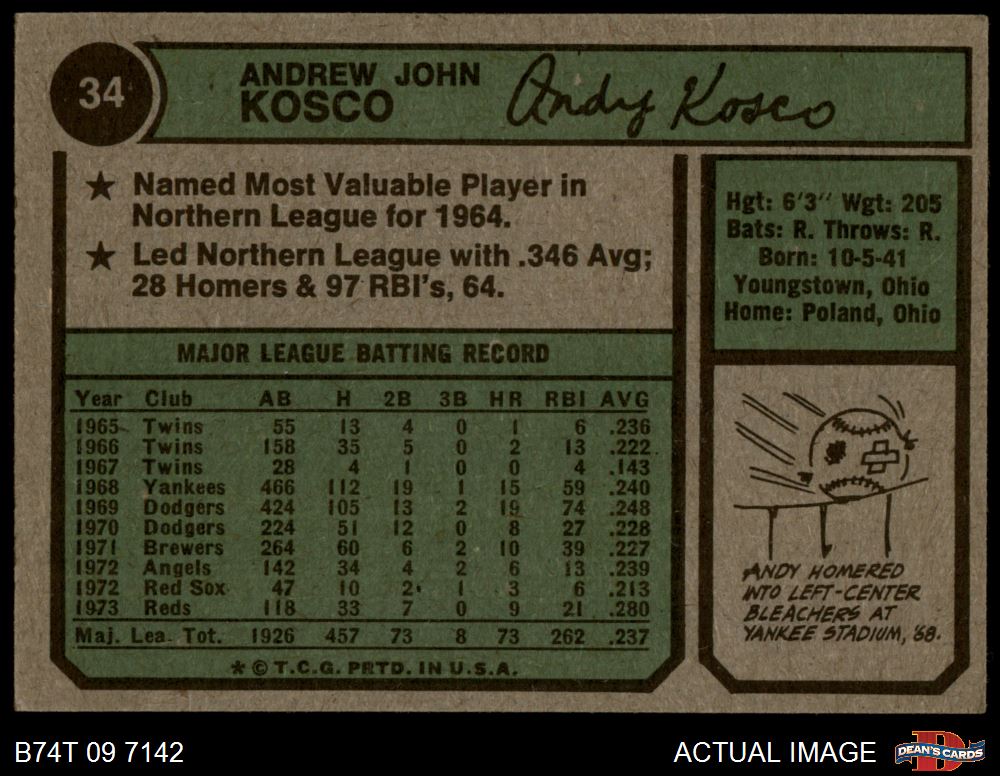 34
ANDREW JOHN
KOSCO
Andy Kosco
★ Named Most Valuable Player in
Northern League for 1964.
★ Led Northern League with .346 Avg;
28 Homers & 97 RBI's, 64.
Hgt: 6'3" Wgt: 205
Bats: R. Throws: R.
Born: 10-5-41
Youngstown, Ohio
Home: Poland, Ohio
MAJOR LEAGUE BATTING RECORD
Year Club AB H 2B 3B HR RBI AVG
1965 Twins 55 13 4 0 1 6 .236
1966 Twins 158 35 5 0 2 13 .222
1967 Twins 28 4 1 0 0 4 .143
1968 Yankees 466 112 19 1 15 59 .240
1969 Dodgers 424 105 13 2 19 74 .248
1970 Dodgers 224 51 12 0 8 27 .228
1971 Brewers 264 60 6 2 10 39 .227
1972 Angels 142 34 4 2 6 13 .239
1972 Red Sox 47 10 2 1 3 6 .213
1973 Reds 118 33 7 0 9 21 .280
Maj. Lea. Tot. 1926 457 73 8 73 262 .237
* © T.C.G. PRTD. IN U.S.A.
ANDY HOMERED
INTO LEFT-CENTER
BLEACHERS AT
YANKEE STADIUM, '68.
B74T 09 7142
ACTUAL IMAGE
DEAN'S CARDS